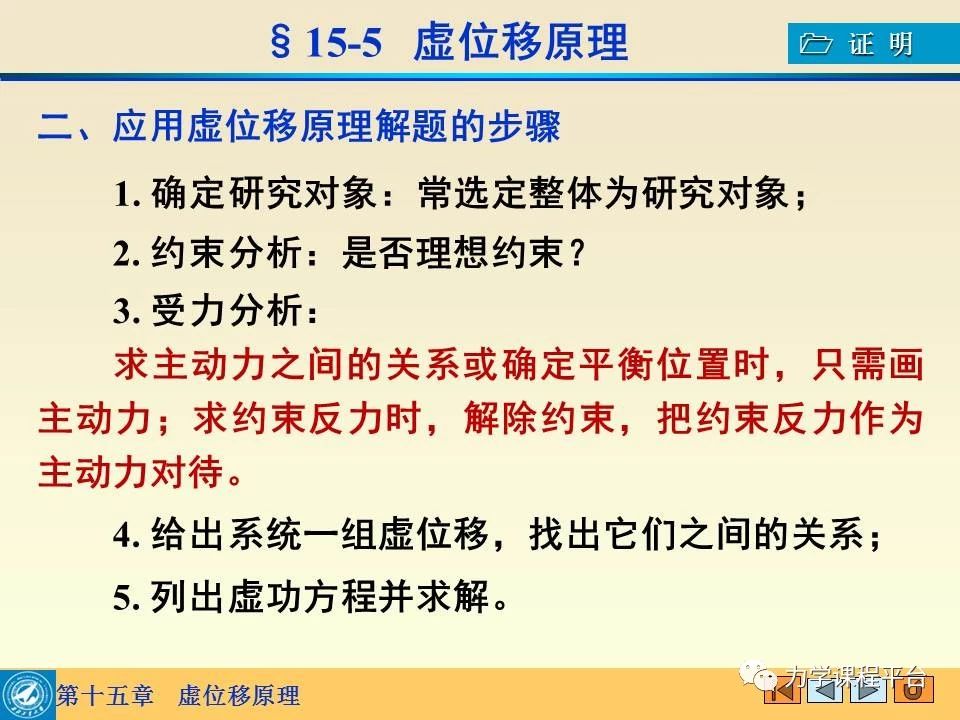 §15-5 虚位移原理
证 明
二、应用虚位移原理解题的步骤
1. 确定研究对象：常选定整体为研究对象；
2. 约束分析：是否理想约束？
3. 受力分析：
求主动力之间的关系或确定平衡位置时，只需画
主动力；求约束反力时，解除约束，把约束反力作为
主动力对待。
4. 给出系统一组虚位移，找出它们之间的关系；
5. 列出虚功方程并求解。
第十五章 虚位移原理
力学课程平台